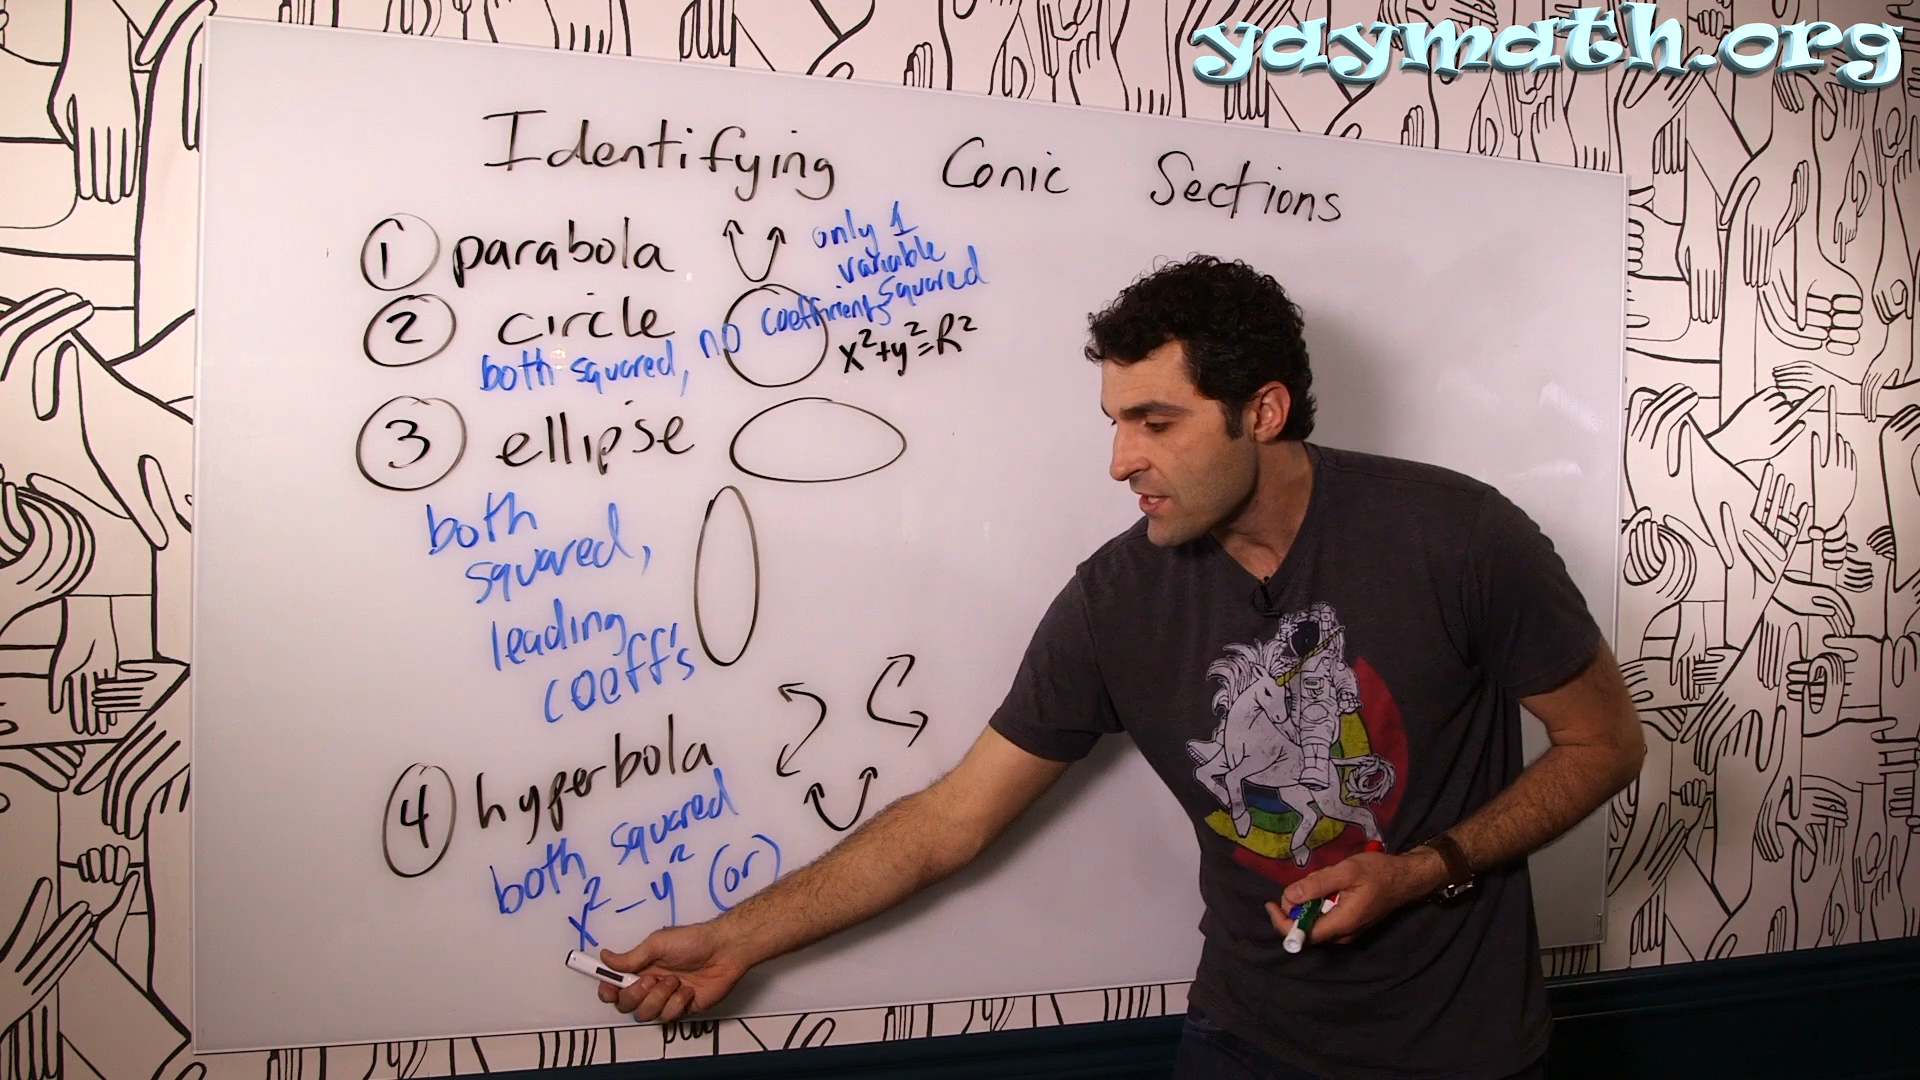 yaymath.org
Identifying Conic Sections
1 parabola
only 1
variable
squared
2 circle
both squared, no coefficients
x²+y²=R²
3 ellipse
both
squared,
leading
coeff's
4 hyperbola
both squared
x²-y² (or)